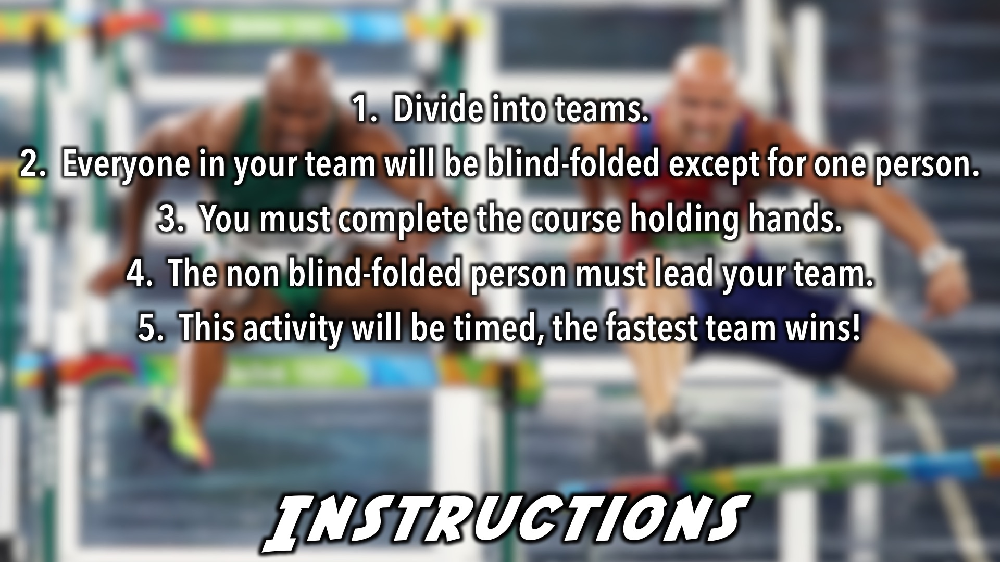 1. Divide into teams.
2. Everyone in your team will be blind-folded except for one person.
3. You must complete the course holding hands.
4. The non blind-folded person must lead your team.
5. This activity will be timed, the fastest team wins!
INSTRUCTIONS